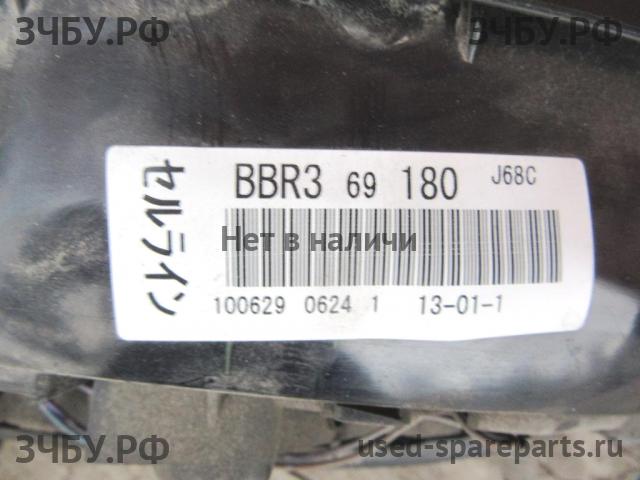 ЗЧБУ.РФ
ЗЧБУ.РФ
セルライン
BBR3 69 180 J68C
Нет в наличи
100629 0624 1 13-01-1
ЗЧБУ.РФ
used-spareparts.ru